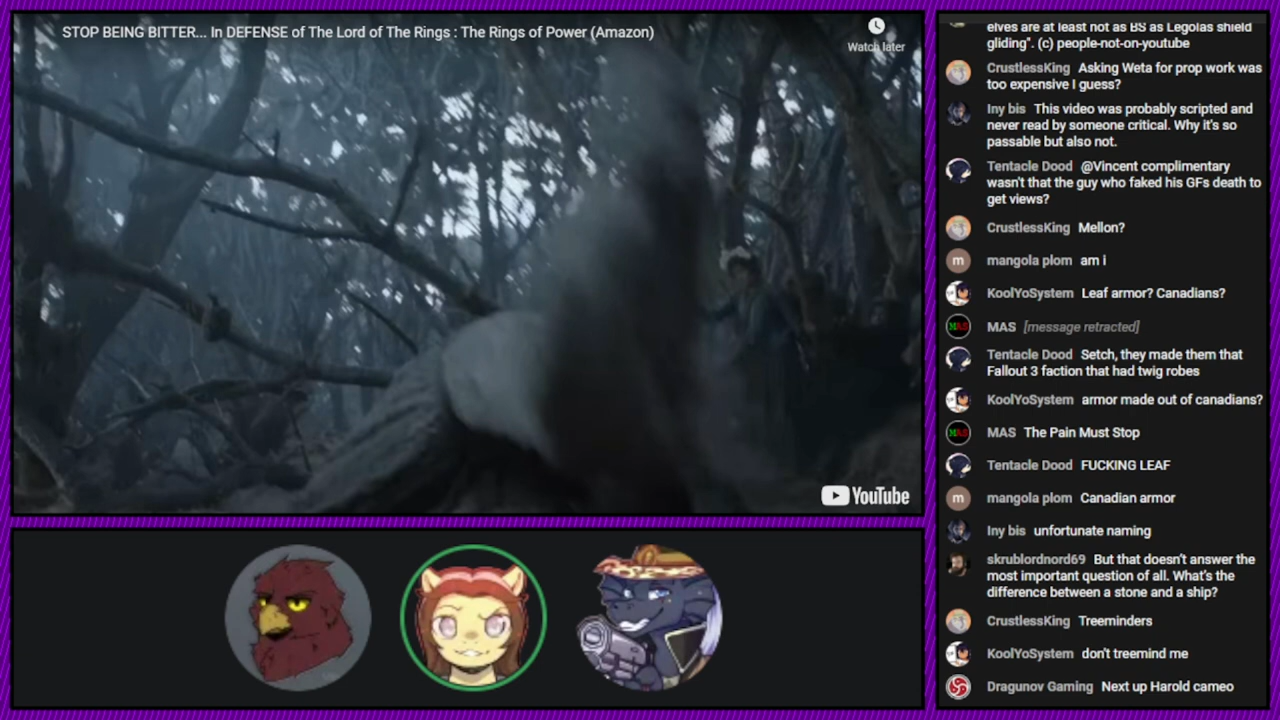 STOP BEING BITTER... In DEFENSE of The Lord of The Rings : The Rings of Power (Amazon)
Watch later
YouTube
elves are at least not as BS as Legolas shield
gliding". (c) people-not-on-youtube
CrustlessKing Asking Weta for prop work was
too expensive I guess?
Iny bis This video was probably scripted and
never read by someone critical. Why it's so
passable but also not.
Tentacle Dood @Vincent complimentary
wasn't that the guy who faked his GFs death to
get views?
CrustlessKing Mellon?
m
mangola plom am i
KoolYoSystem Leaf armor? Canadians?
MAS
MAS [message retracted]
Tentacle Dood Setch, they made them that
Fallout 3 faction that had twig robes
KoolYoSystem armor made out of canadians?
MAS
MAS The Pain Must Stop
Tentacle Dood FUCKING LEAF
m
mangola plom Canadian armor
Iny bis unfortunate naming
skrublordnord69 But that doesn't answer the
most important question of all. What's the
difference between a stone and a ship?
CrustlessKing Treeminders
KoolYoSystem don't treemind me
Dragunov Gaming Next up Harold cameo